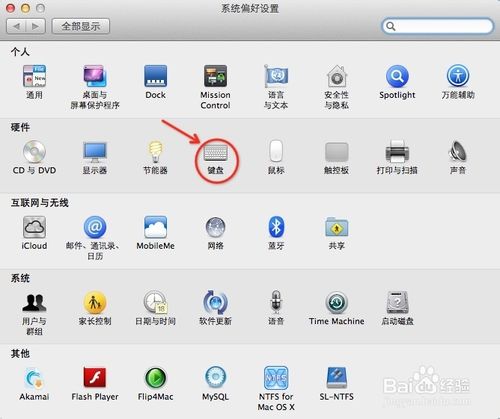 系统偏好设置
全部显示
个人
通用
桌面与
屏幕保护程序
Dock
Mission
Control
语言
与文本
安全性
与隐私
Spotlight
万能辅助
硬件
CD 与 DVD
显示器
节能器
键盘
鼠标
触控板
打印与扫描
声音
互联网与无线
iCloud
邮件、通讯录、
日历
MobileMe
网络
蓝牙
共享
系统
用户与
群组
家长控制
日期与时间
软件更新
语音
Time Machine
启动磁盘
其他
Akamai
Flash Player
Flip4Mac
MySQL
NTFS for
Mac OS X
SL-NTFS
Baidu 经验
jingyan.baidu.com